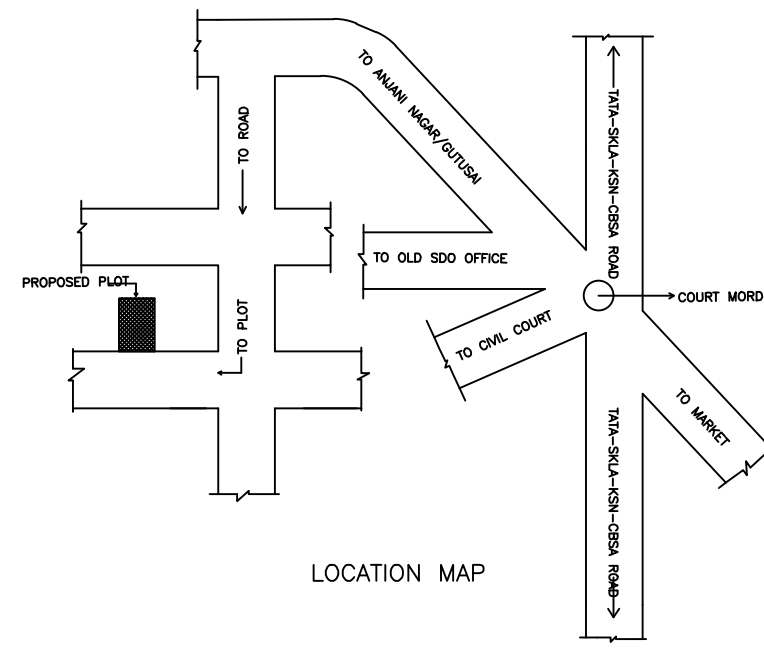 TO ANJANI NAGAR/GUTUSAI
TATA-SKLA-KSN-CBSA ROAD
TO ROAD
TO OLD SDO OFFICE
PROPOSED PLOT
COURT MORD
TO PLOT
TO CIVIL COURT
TO MARKET
TATA-SKLA-KSN-CBSA ROAD
LOCATION MAP